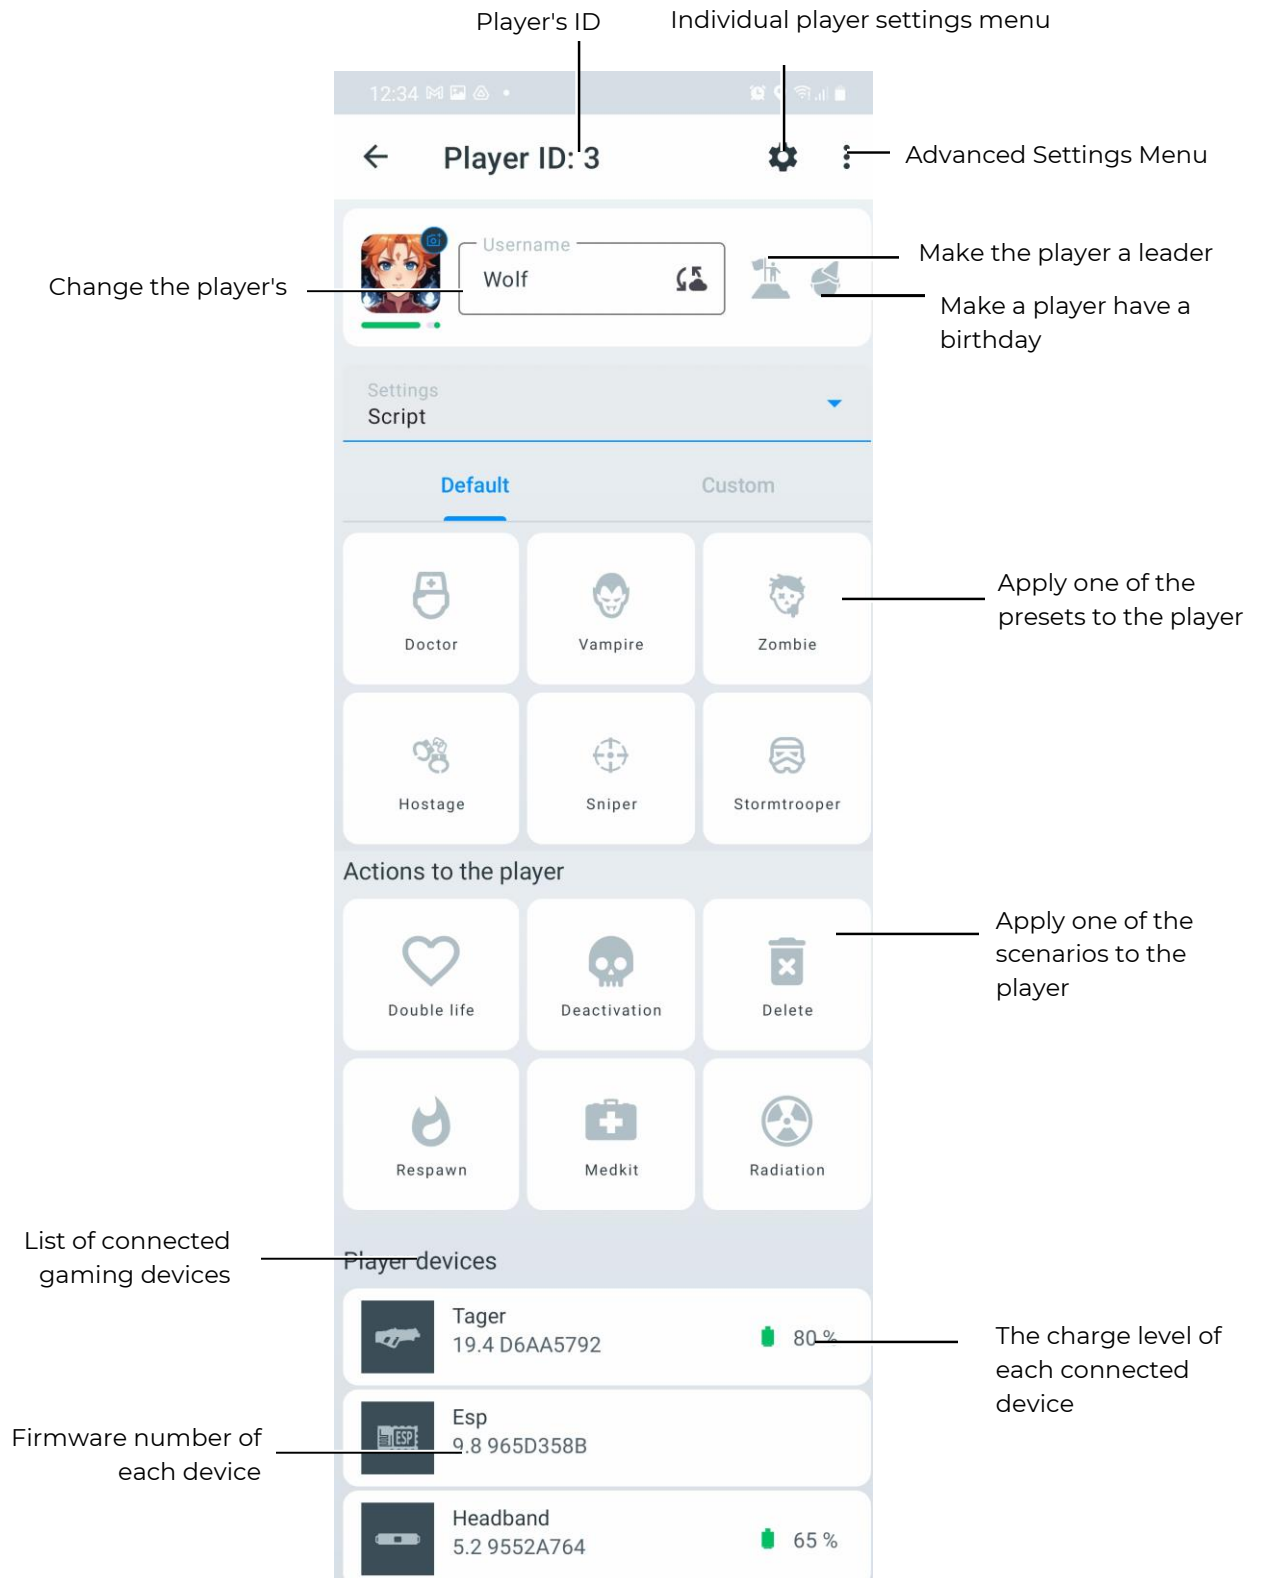 Player's ID
Individual player settings menu
12:34
Player ID: 3
Advanced Settings Menu
Username
Wolf
Change the player's
Make the player a leader
Make a player have a
birthday
Settings
Script
Default
Custom
Doctor
Vampire
Zombie
Apply one of the
presets to the player
Hostage
Sniper
Stormtrooper
Actions to the player
Double life
Deactivation
Delete
Apply one of the
scenarios to the
player
Respawn
Medkit
Radiation
List of connected
gaming devices
Player devices
Tager
19.4 D6AA5792
80 %
The charge level of
each connected
device
Firmware number of
each device
ESP
Esp
9.8 965D358B
Headband
5.2 9552A764
65 %